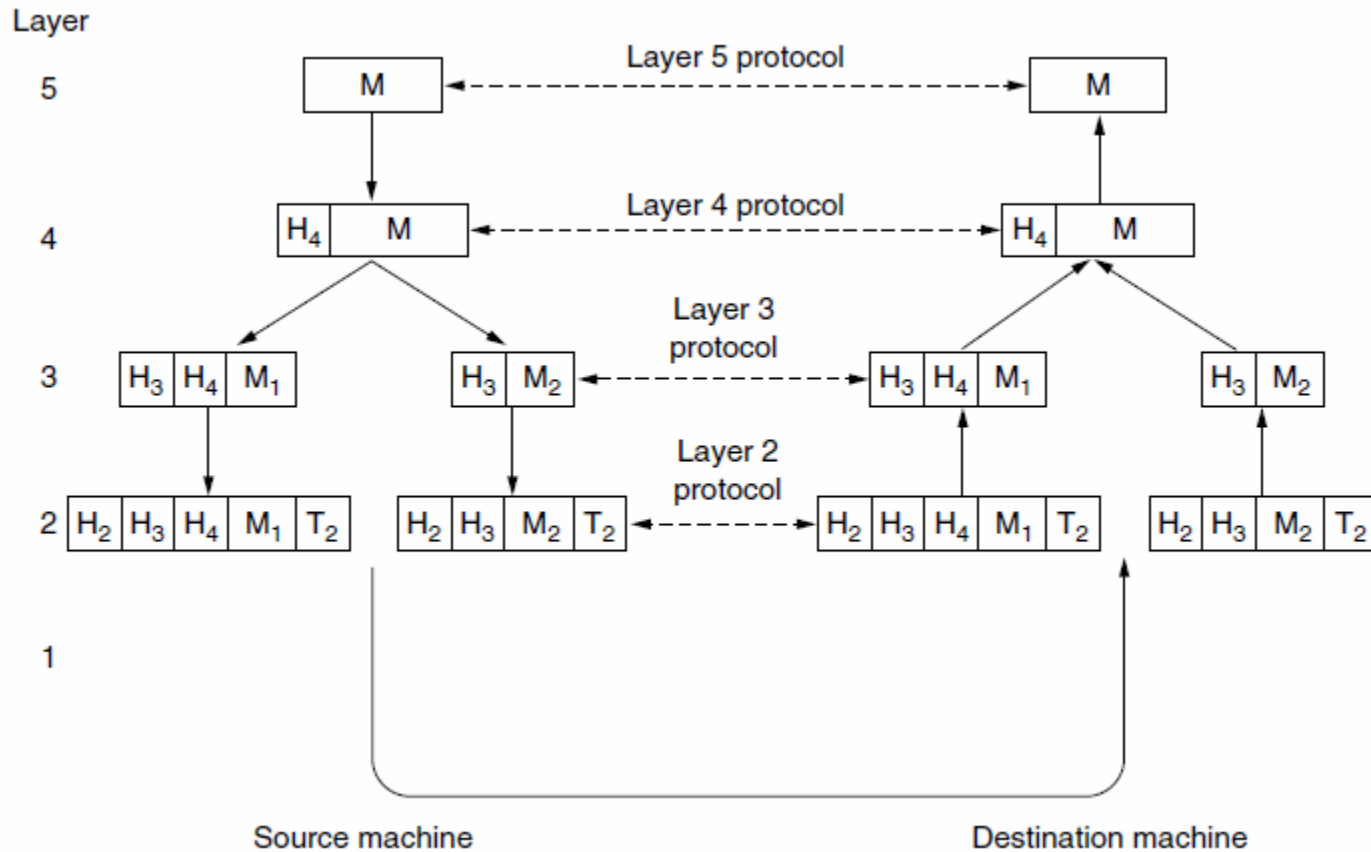 Layer
5 M Layer 5 protocol M
4 H₄ M Layer 4 protocol H₄ M
Layer 3
protocol
3 H₃ H₄ M₁ H₃ M₂ H₃ H₄ M₁ H₃ M₂
Layer 2
protocol
2 H₂ H₃ H₄ M₁ T₂ H₂ H₃ M₂ T₂ H₂ H₃ H₄ M₁ T₂ H₂ H₃ M₂ T₂
1
Source machine Destination machine